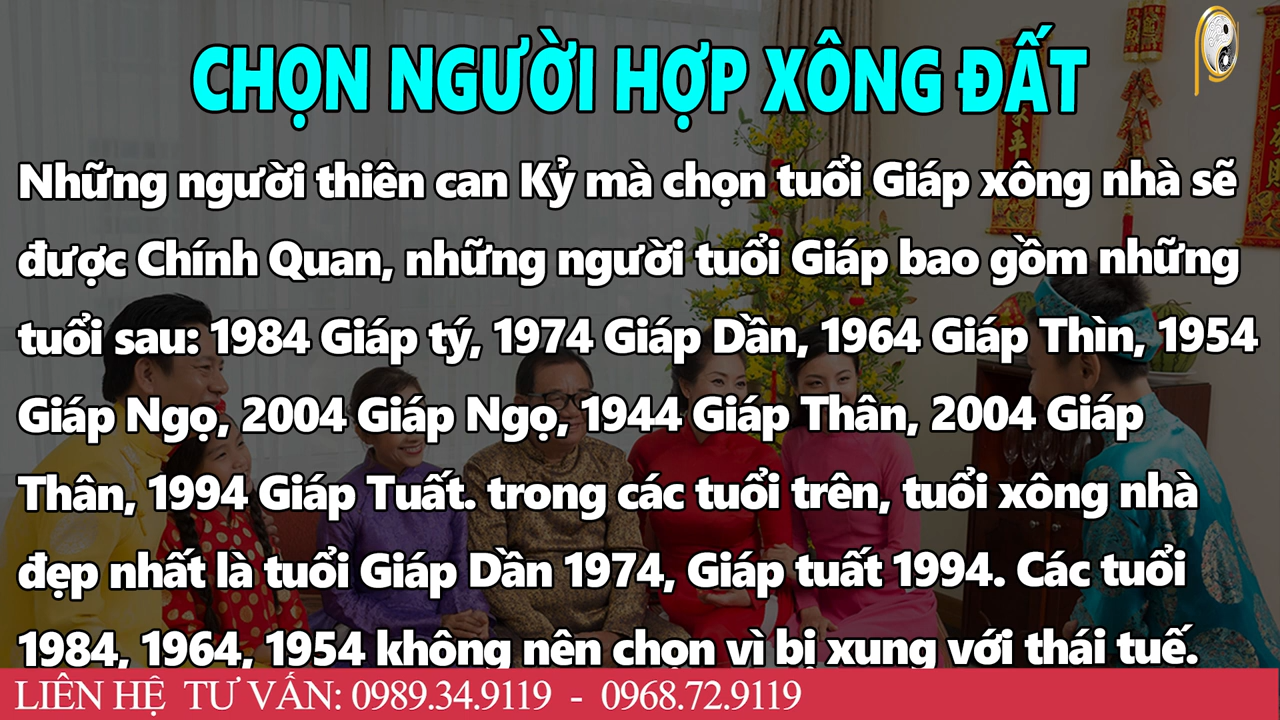 CHỌN NGƯỜI HỢP XÔNG ĐẤT
Những người thiên can Kỷ mà chọn tuổi Giáp xông nhà sẽ
được Chính Quan, những người tuổi Giáp bao gồm những
tuổi sau: 1984 Giáp tý, 1974 Giáp Dần, 1964 Giáp Thìn, 1954
Giáp Ngọ, 2004 Giáp Ngọ, 1944 Giáp Thân, 2004 Giáp
Thân, 1994 Giáp Tuất. trong các tuổi trên, tuổi xông nhà
đẹp nhất là tuổi Giáp Dần 1974, Giáp tuất 1994. Các tuổi
1984, 1964, 1954 không nên chọn vì bị xung với thái tuế.
LIÊN HỆ TƯ VẤN: 0989.34.9119 - 0968.72.9119